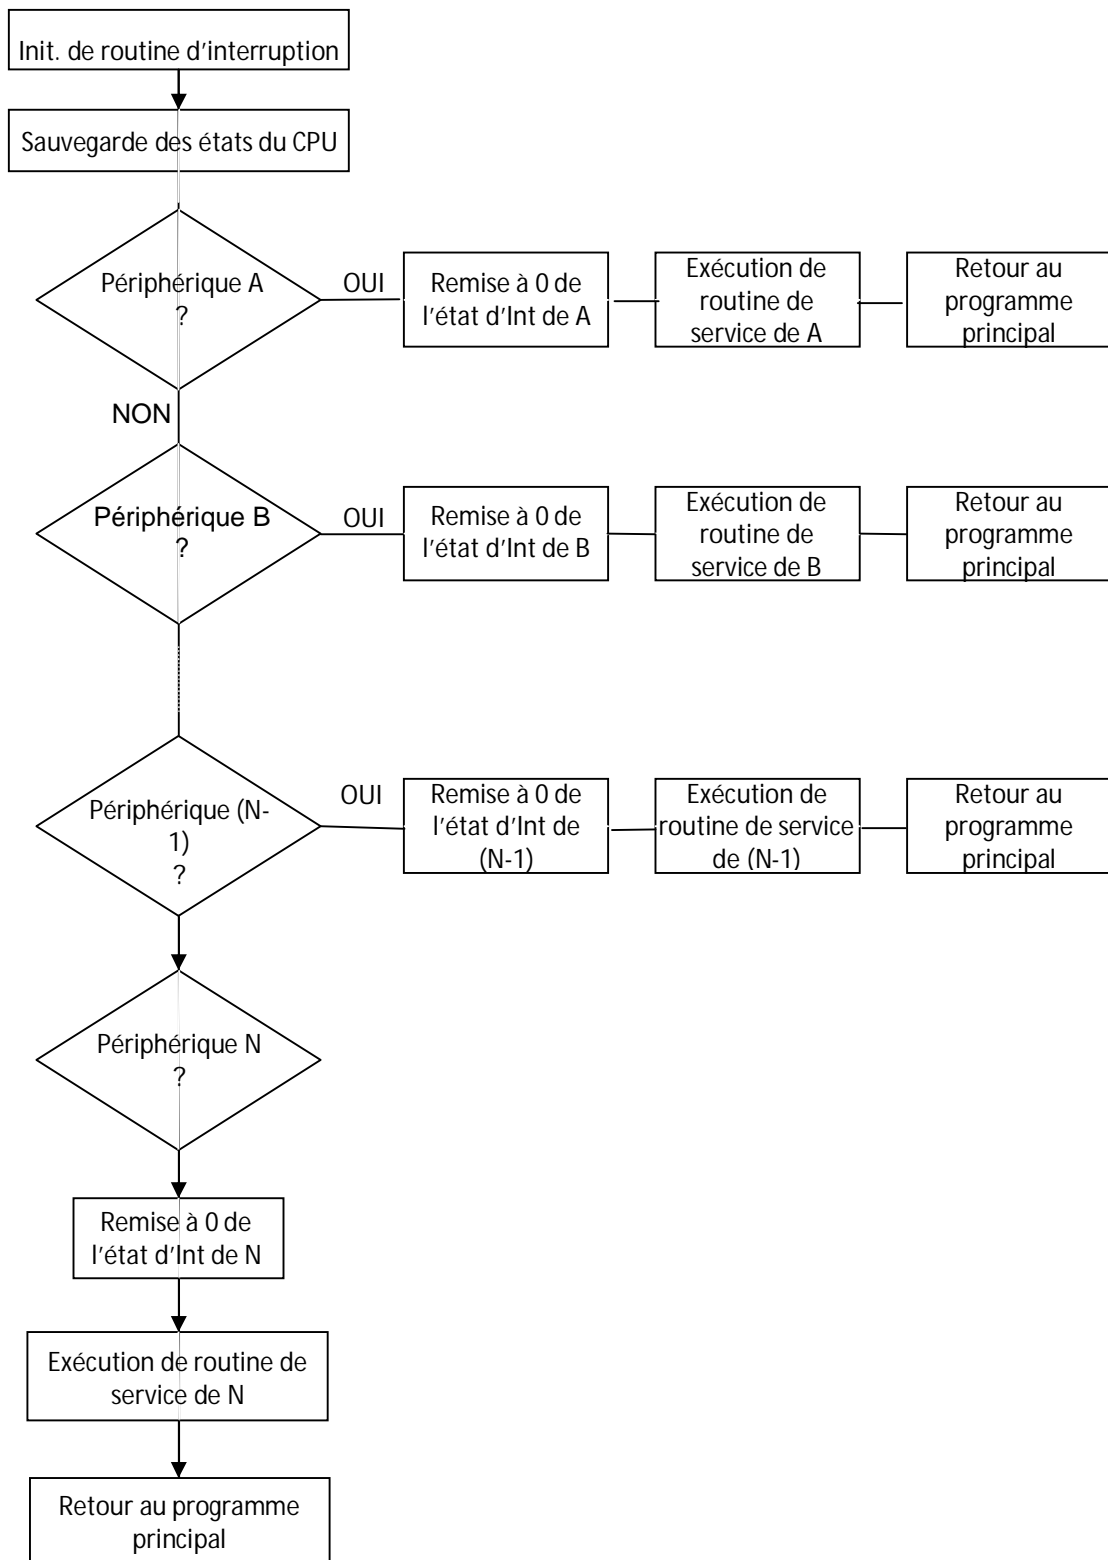 Init. de routine d'interruption
Sauvegarde des états du CPU
Périphérique A
?
OUI
Remise à 0 de
l'état d'Int de A
Exécution de
routine de
service de A
Retour au
programme
principal
NON
Périphérique B
?
OUI
Remise à 0 de
l'état d'Int de B
Exécution de
routine de
service de B
Retour au
programme
principal
Périphérique (N-
1)
?
OUI
Remise à 0 de
l'état d'Int de
(N-1)
Exécution de
routine de service
de (N-1)
Retour au
programme
principal
Périphérique N
?
Remise à 0 de
l'état d'Int de N
Exécution de routine de
service de N
Retour au programme
principal